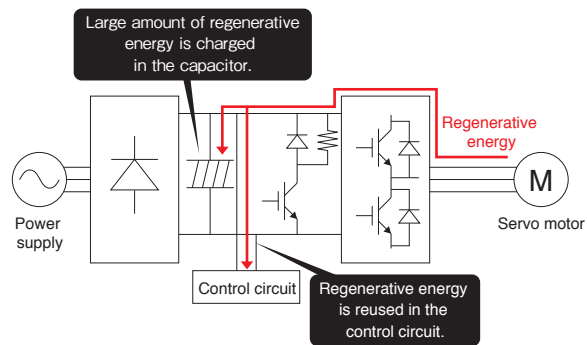 Large amount of regenerative
energy is charged
in the capacitor.
Regenerative
energy
M
Power
supply
Servo motor
Control circuit
Regenerative energy
is reused in the
control circuit.